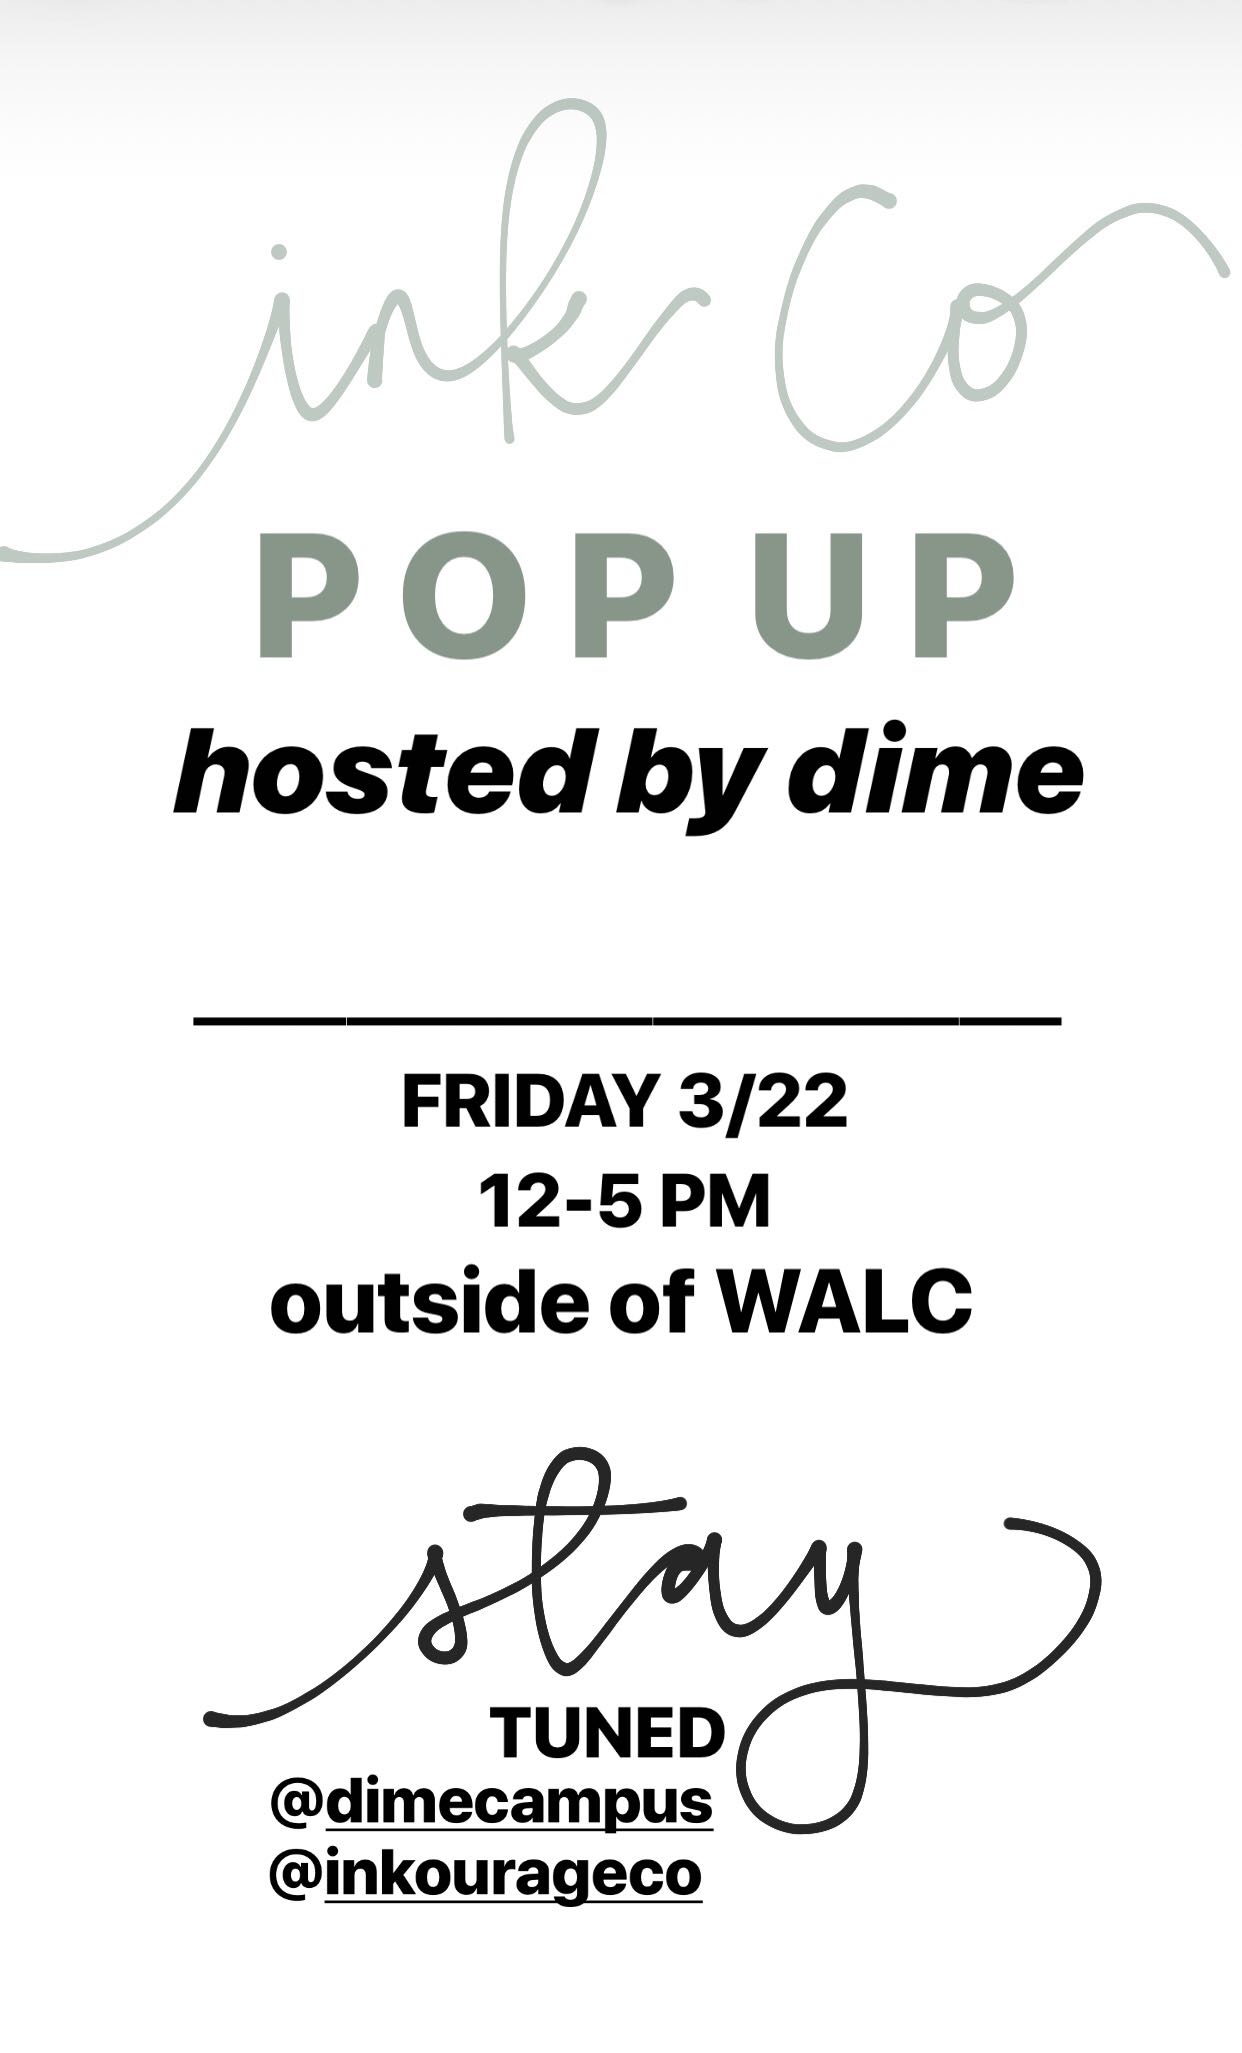 ink Co
POP UP
hosted by dime
FRIDAY 3/22
12-5 PM
outside of WALC
stay
TUNED
@dimecampus
@inkourageco